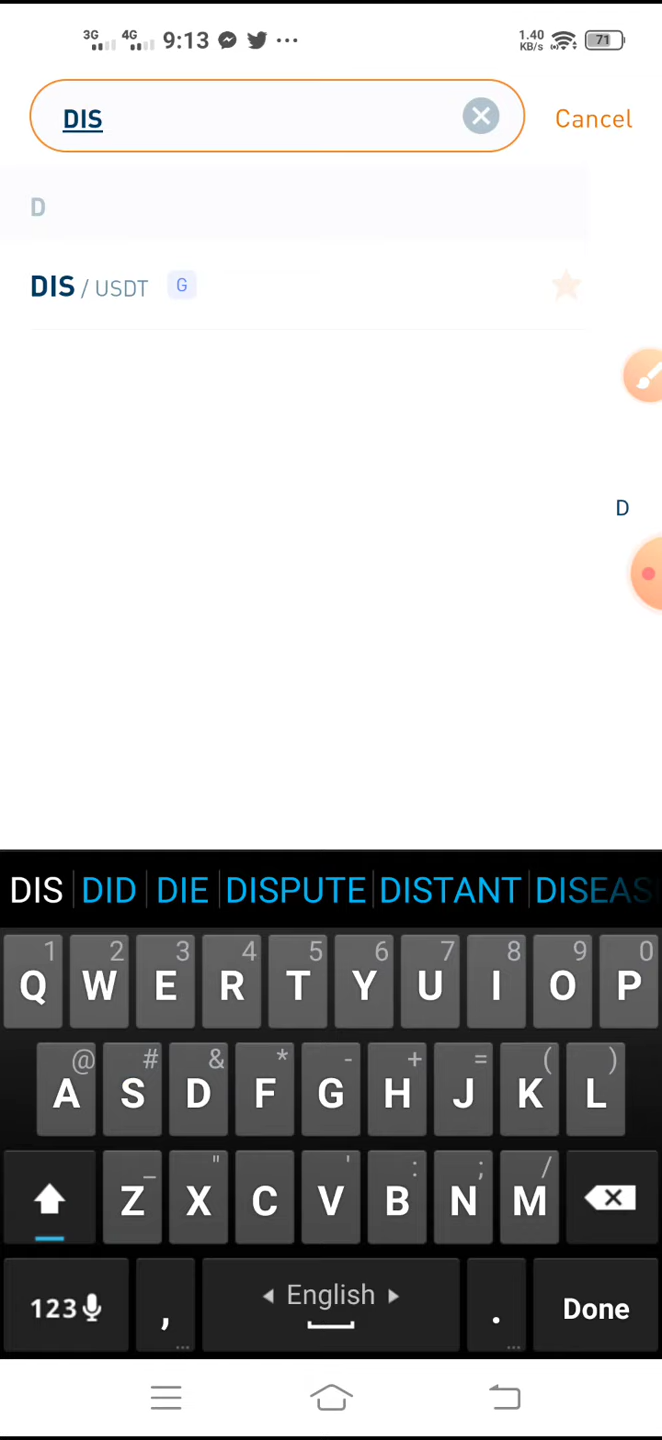 3G 4G 9:13 ... 1.40 KB/s 71
DIS Cancel
D
DIS / USDT G
D
DIS DID DIE DISPUTE DISTANT DISEAS
1 2 3 4 5 6 7 8 9 0
Q W E R T Y U I O P
@ # & * - + = ( )
A S D F G H J K L
_ " ' : ; /
Z X C V B N M
123 , English . Done